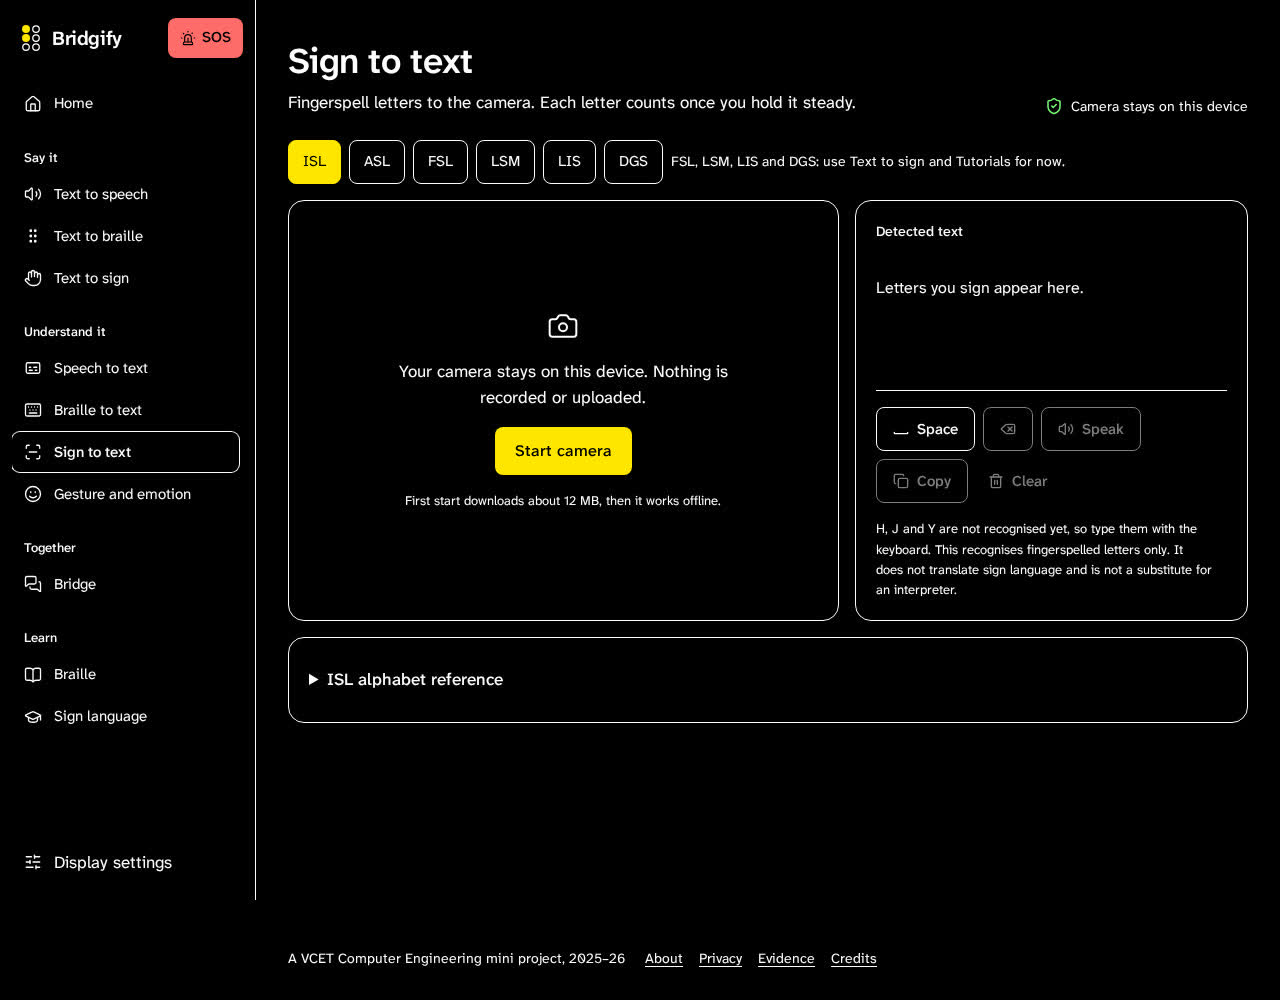 Bridgify
SOS
Home
Say it
Text to speech
Text to braille
Text to sign
Understand it
Speech to text
Braille to text
Sign to text
Gesture and emotion
Together
Bridge
Learn
Braille
Sign language
Display settings
Sign to text
Fingerspell letters to the camera. Each letter counts once you hold it steady.
Camera stays on this device
ISL ASL FSL LSM LIS DGS FSL, LSM, LIS and DGS: use Text to sign and Tutorials for now.
Your camera stays on this device. Nothing is
recorded or uploaded.
Start camera
First start downloads about 12 MB, then it works offline.
Detected text
Letters you sign appear here.
Space Speak
Copy Clear
H, J and Y are not recognised yet, so type them with the
keyboard. This recognises fingerspelled letters only. It
does not translate sign language and is not a substitute for
an interpreter.
ISL alphabet reference
A VCET Computer Engineering mini project, 2025–26 About Privacy Evidence Credits